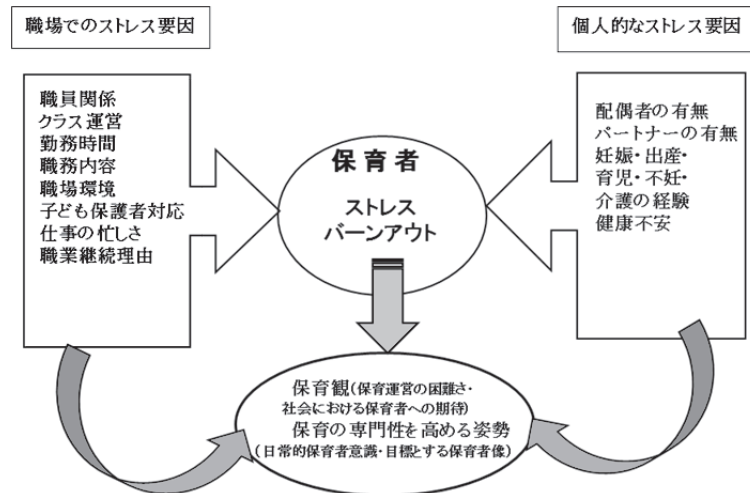 職場でのストレス要因
個人的なストレス要因
職員関係
クラス運営
勤務時間
職務内容
職場環境
子ども保護者対応
仕事の忙しさ
職業継続理由
保育者
ストレス
バーンアウト
配偶者の有無
パートナーの有無
妊娠・出産・
育児・不妊・
介護の経験
健康不安
保育観(保育運営の困難さ・
社会における保育者への期待)
保育の専門性を高める姿勢
(日常的保育者意識・目標とする保育者像)